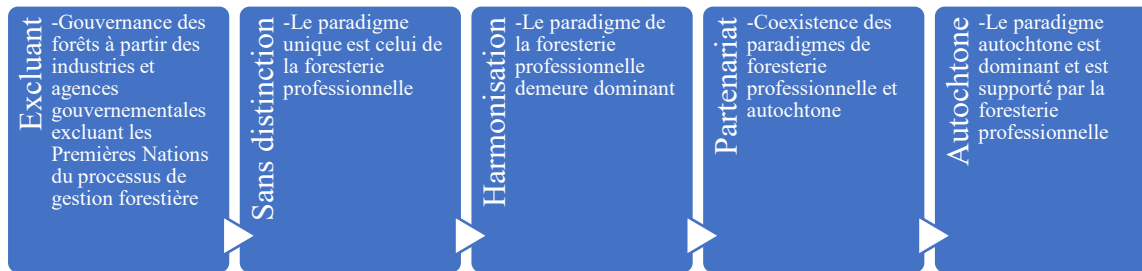 Excluant
-Gouvernance des
forêts à partir des
industries et
agences
gouvernementales
excluant les
Premières Nations
du processus de
gestion forestière
Sans distinction
-Le paradigme
unique est celui de
la foresterie
professionnelle
Harmonisation
-Le paradigme de
la foresterie
professionnelle
demeure dominant
Partenariat
-Coexistence des
paradigmes de
foresterie
professionnelle et
autochtone
Autochtone
-Le paradigme
autochtone est
dominant et est
supporté par la
foresterie
professionnelle